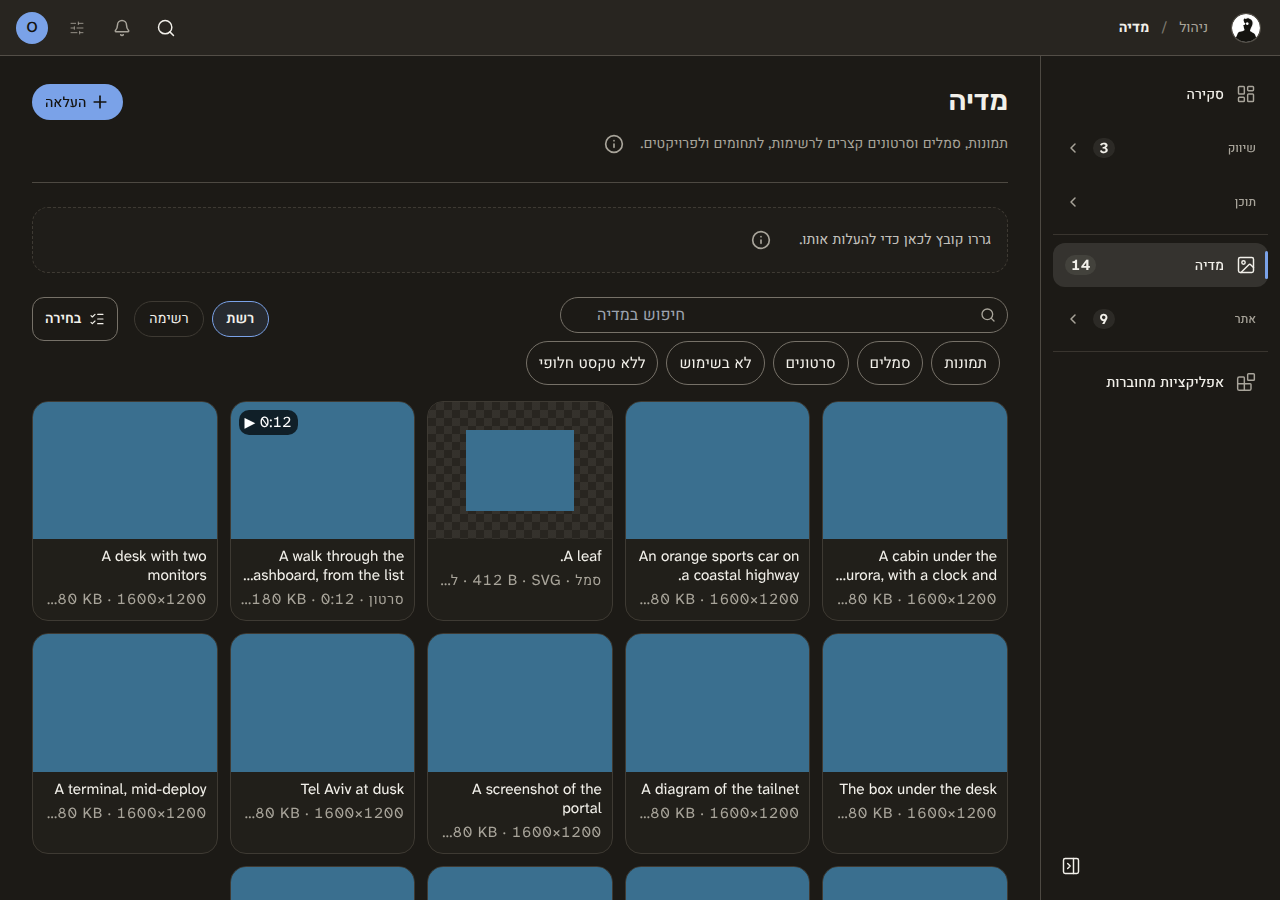 ניהול / מדיה
O
סקירה
שיווק 3
תוכן
מדיה 14
אתר 9
אפליקציות מחוברות
מדיה
העלאה
תמונות, סמלים וסרטונים קצרים לרשימות, לתחומים ולפרויקטים.
גררו קובץ לכאן כדי להעלות אותו.
חיפוש במדיה
רשת
רשימה
בחירה
תמונות
סמלים
סרטונים
לא בשימוש
ללא טקסט חלופי
A cabin under the
urora, with a clock and…
1600×1200 · 80 KB…
An orange sports car on
a coastal highway.
1600×1200 · 80 KB…
A leaf.
סמל · SVG · 412 B · ל…
0:12
A walk through the
ashboard, from the list…
סרטון · 0:12 · 180 KB…
A desk with two
monitors
1600×1200 · 80 KB…
The box under the desk
1600×1200 · 80 KB…
A diagram of the tailnet
1600×1200 · 80 KB…
A screenshot of the
portal
1600×1200 · 80 KB…
Tel Aviv at dusk
1600×1200 · 80 KB…
A terminal, mid-deploy
1600×1200 · 80 KB…